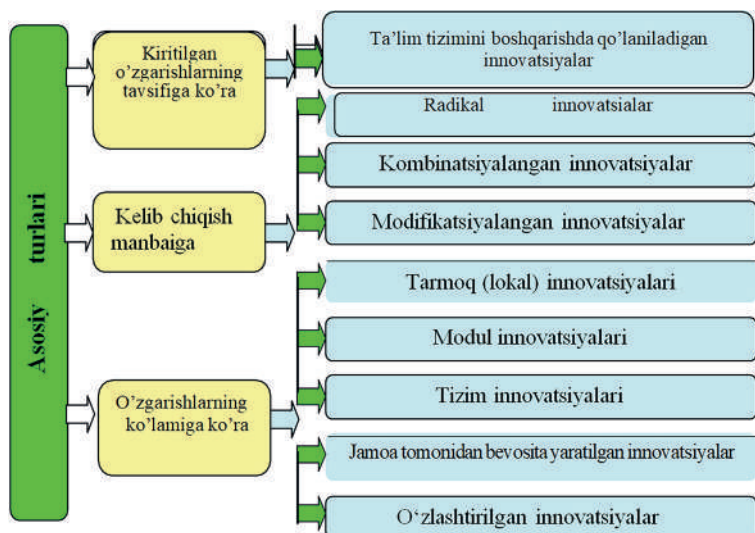 Asosiy turlari
Kiritilgan
o’zgarishlarning
tavsifiga ko’ra
Kelib chiqish
manbaiga
O’zgarishlarning
ko’lamiga ko’ra
Ta’lim tizimini boshqarishda qo’laniladigan
innovatsiyalar
Radikal innovatsialar
Kombinatsiyalangan innovatsiyalar
Modifikatsiyalangan innovatsiyalar
Tarmoq (lokal) innovatsiyalari
Modul innovatsiyalari
Tizim innovatsiyalari
Jamoa tomonidan bevosita yaratilgan innovatsiyalar
O‘zlashtirilgan innovatsiyalar